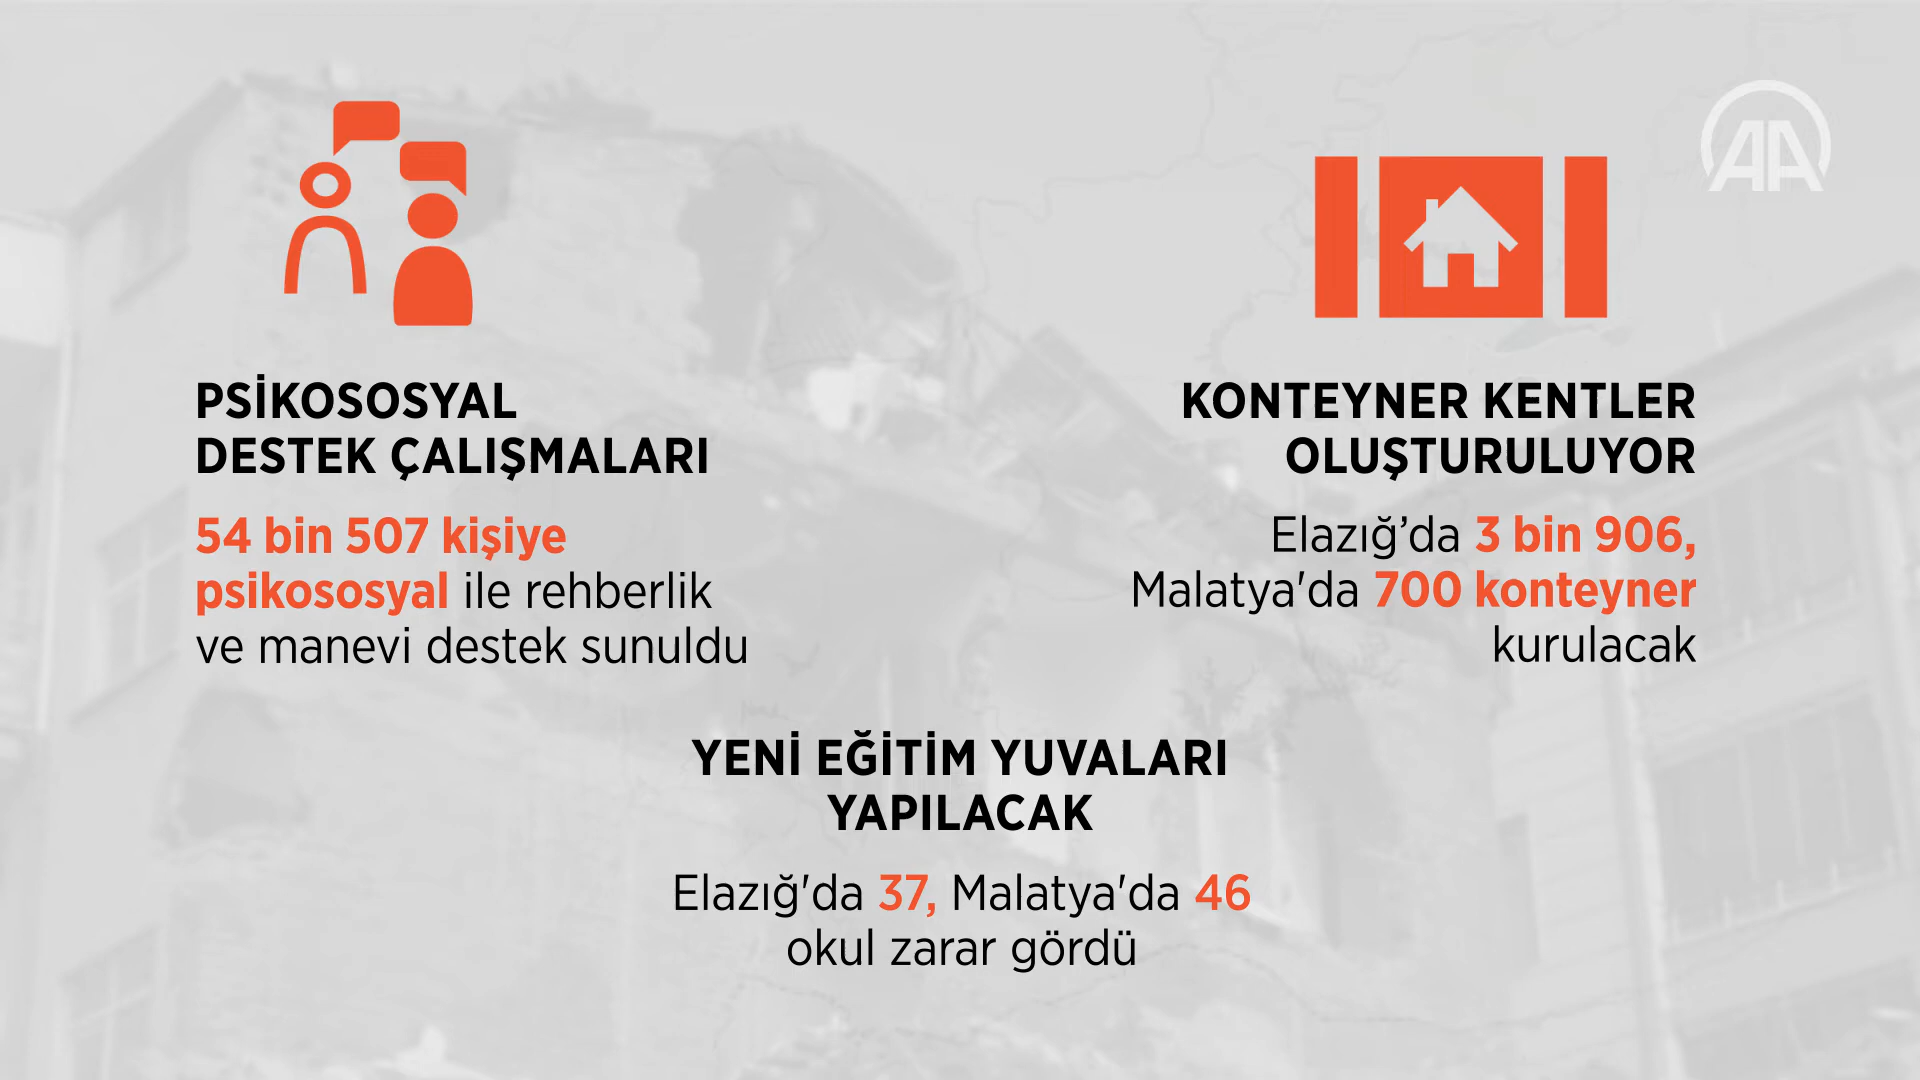 AA
PSİKOSOSYAL
DESTEK ÇALIŞMALARI
54 bin 507 kişiye
psikososyal ile rehberlik
ve manevi destek sunuldu
KONTEYNER KENTLER
OLUŞTURULUYOR
Elazığ’da 3 bin 906,
Malatya'da 700 konteyner
kurulacak
YENİ EĞİTİM YUVALARI
YAPILACAK
Elazığ'da 37, Malatya'da 46
okul zarar gördü